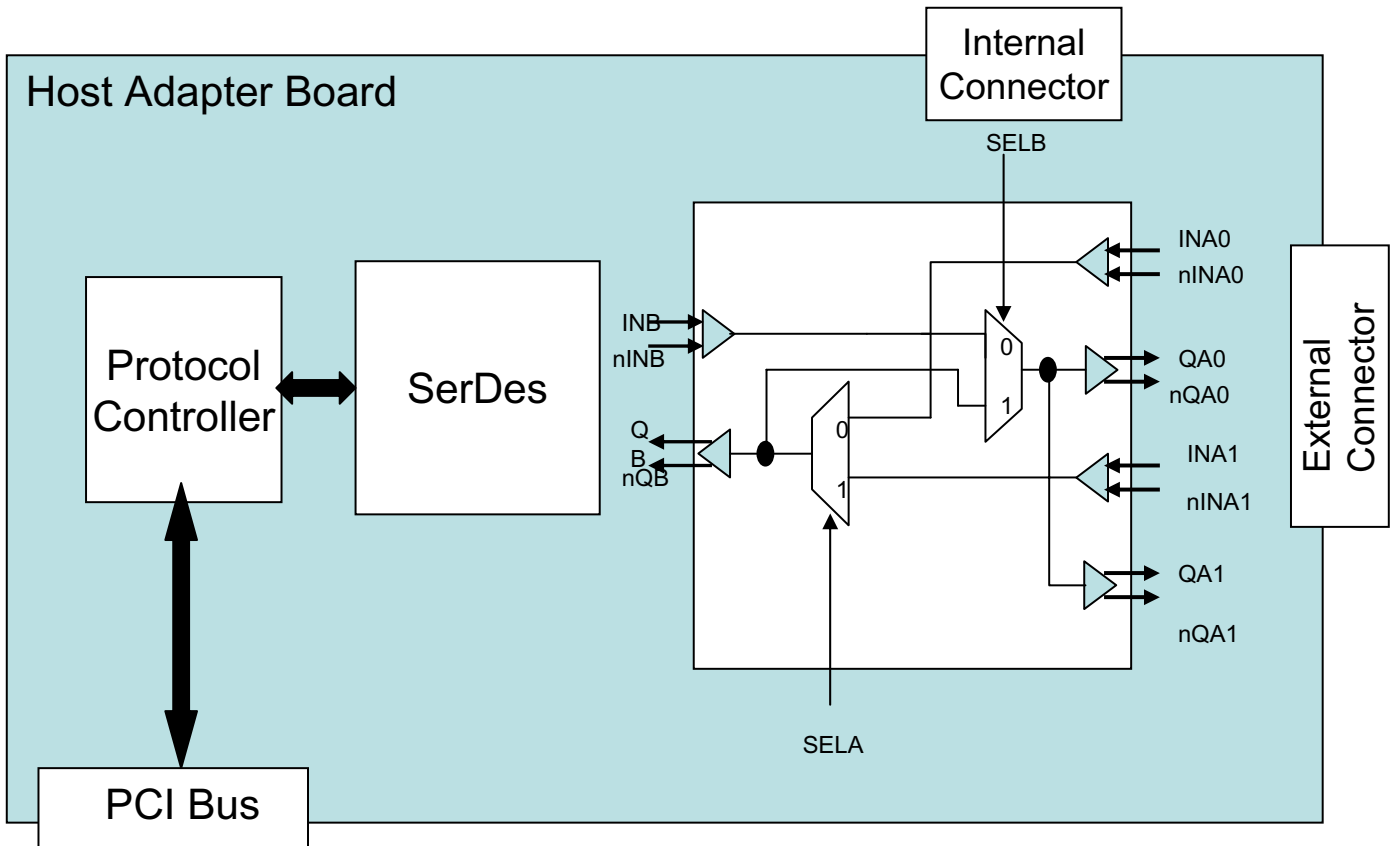 Internal
Connector
Host Adapter Board
SELB
INA0
nINA0
INB
nINB
0
1
QA0
nQA0
External
Connector
Protocol
Controller
SerDes
Q
B
nQB
0
1
INA1
nINA1
QA1
nQA1
SELA
PCI Bus